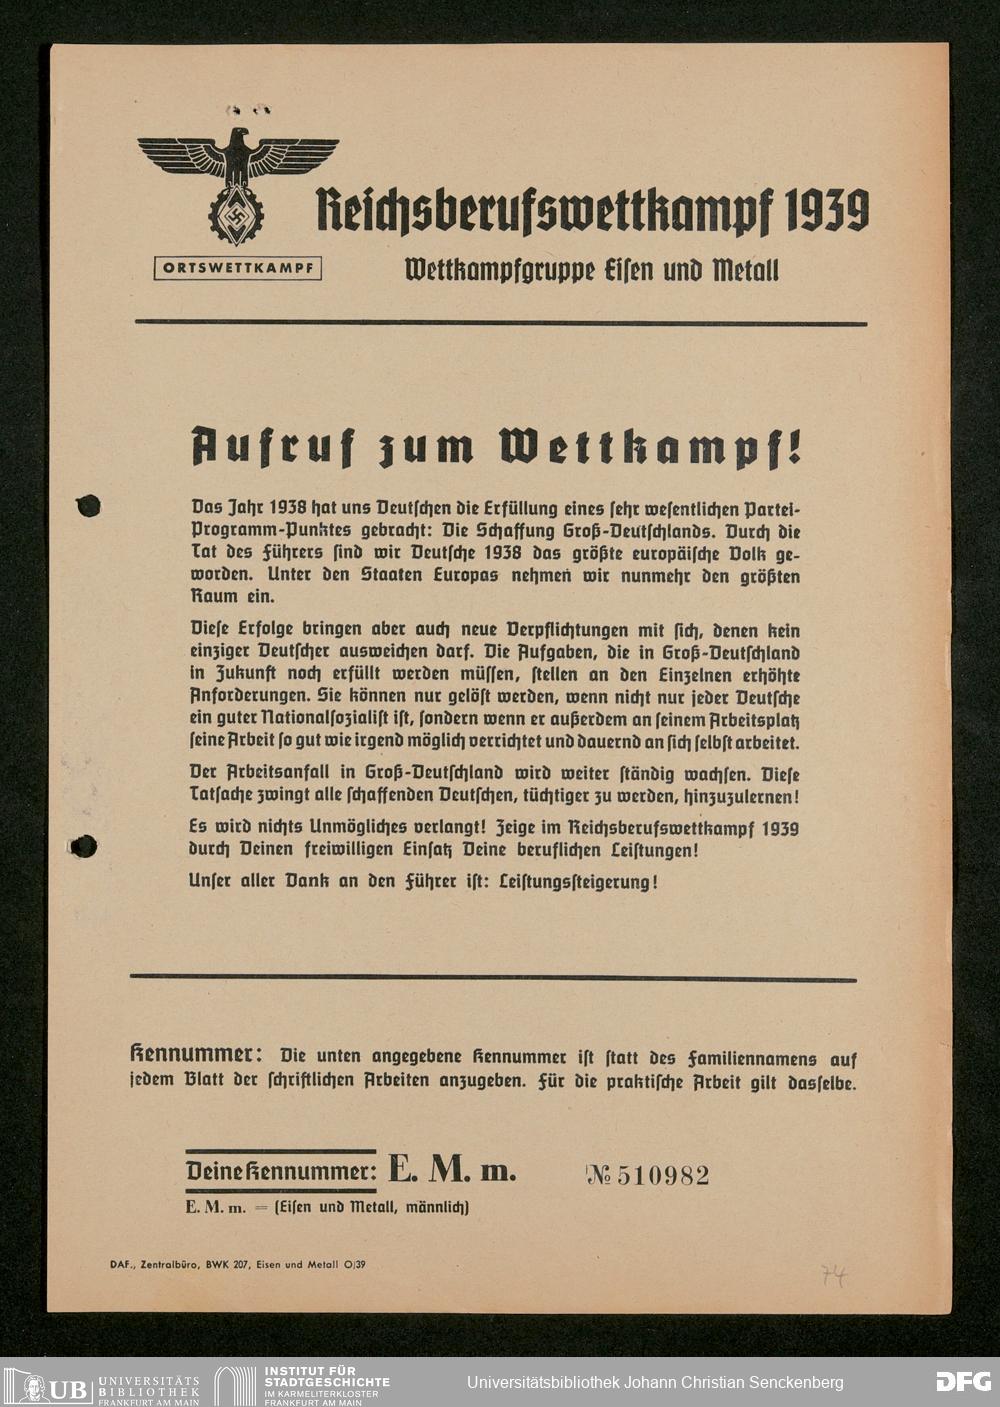 Reichsberufswettkampf 1939
ORTSWETTKAMPF
Wettkampfgruppe Eisen und Metall
Aufruf zum Wettkampf!
Das Jahr 1938 hat uns Deutschen die Erfüllung eines sehr wesentlichen Partei-
Programm-Punktes gebracht: Die Schaffung Groß-Deutschlands. Durch die
Tat des Führers sind wir Deutsche 1938 das größte europäische Volk ge-
worden. Unter den Staaten Europas nehmen wir nunmehr den größten
Raum ein.
Diese Erfolge bringen aber auch neue Verpflichtungen mit sich, denen kein
einziger Deutscher ausweichen darf. Die Aufgaben, die in Groß-Deutschland
in Zukunft noch erfüllt werden müssen, stellen an den Einzelnen erhöhte
Anforderungen. Sie können nur gelöst werden, wenn nicht nur jeder Deutsche
ein guter Nationalsozialist ist, sondern wenn er außerdem an seinem Arbeitsplatz
seine Arbeit so gut wie irgend möglich verrichtet und dauernd an sich selbst arbeitet.
Der Arbeitsanfall in Groß-Deutschland wird weiter ständig wachsen. Diese
Tatsache zwingt alle schaffenden Deutschen, tüchtiger zu werden, hinzuzulernen!
Es wird nichts Unmögliches verlangt! Zeige im Reichsberufswettkampf 1939
durch Deinen freiwilligen Einsatz Deine beruflichen Leistungen!
Unser aller Dank an den Führer ist: Leistungssteigerung!
Kennummer: Die unten angegebene Kennummer ist statt des Familiennamens auf
jedem Blatt der schriftlichen Arbeiten anzugeben. Für die praktische Arbeit gilt dasselbe.
Deine Kennummer: E. M. m. № 510982
E. M. m. = (Eisen und Metall, männlich)
DAF., Zentralbüro, BWK 207, Eisen und Metall O/39
74
UB UNIVERSITÄTS
BIBLIOTHEK
FRANKFURT AM MAIN
INSTITUT FÜR
STADTGESCHICHTE
IM KARMELITERKLOSTER
FRANKFURT AM MAIN
Universitätsbibliothek Johann Christian Senckenberg
DFG